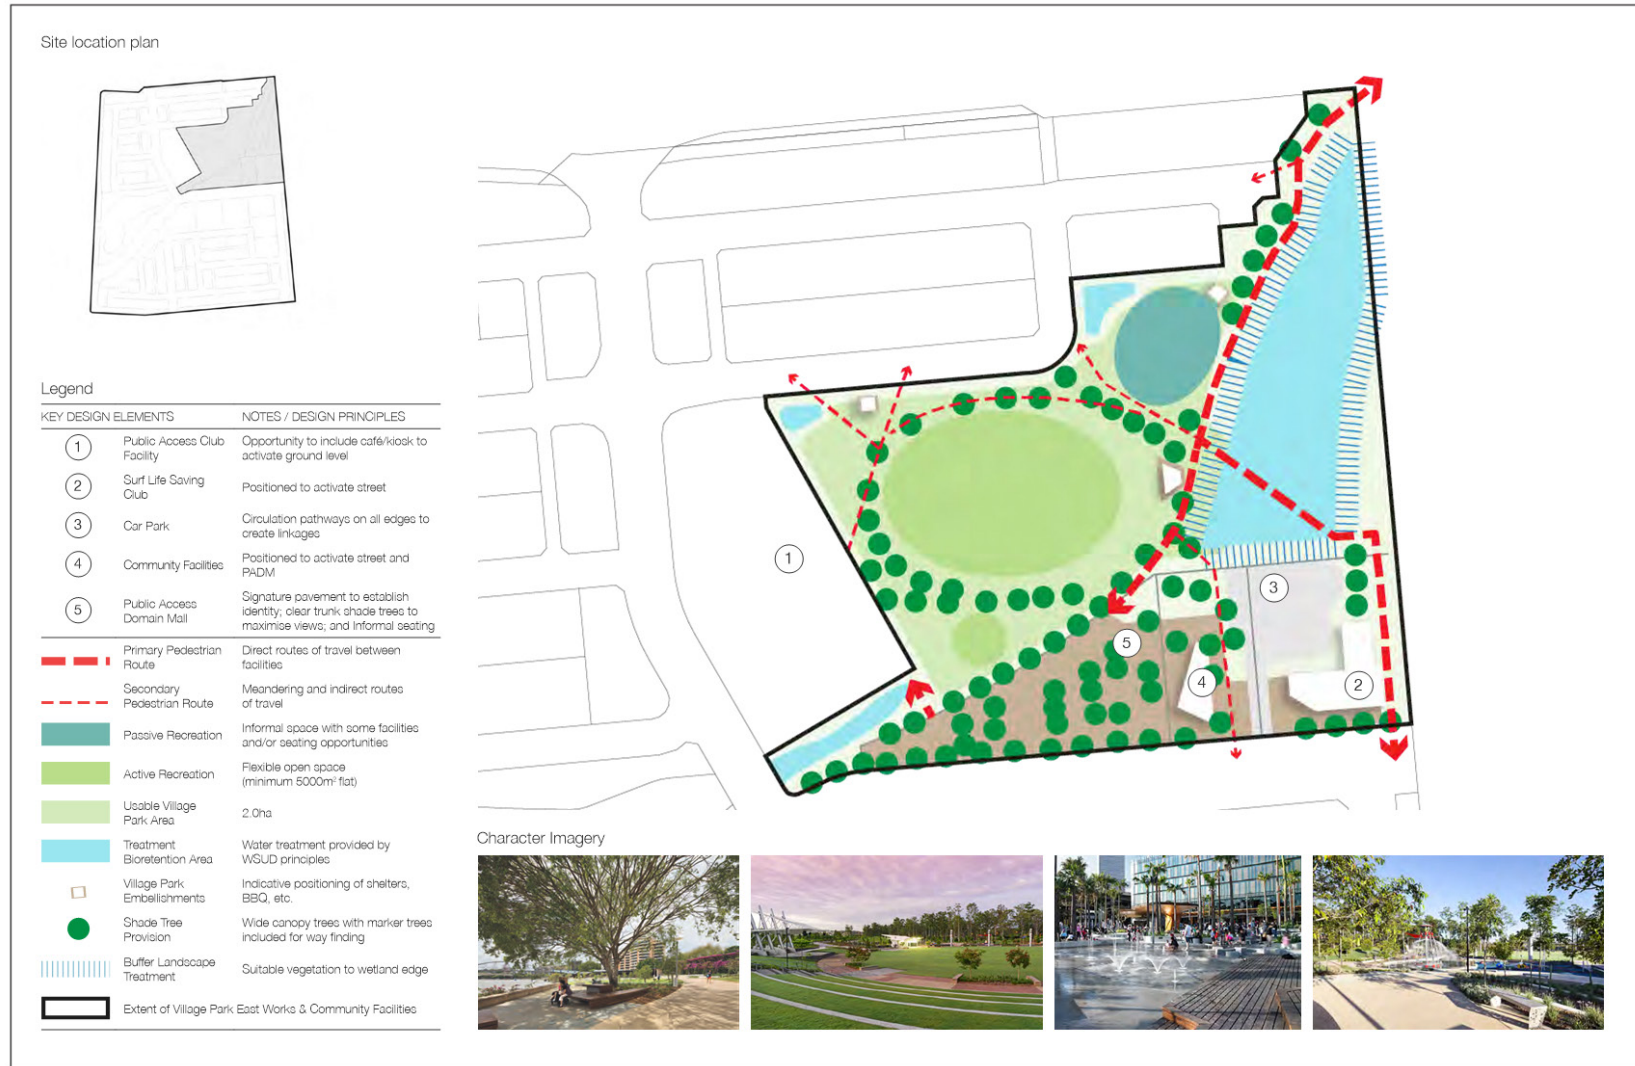 Site location plan
Legend
KEY DESIGN ELEMENTS
NOTES / DESIGN PRINCIPLES
1
Public Access Club
Facility
Opportunity to include café/kiosk to
activate ground level
2
Surf Life Saving
Club
Positioned to activate street
3
Car Park
Circulation pathways on all edges to
create linkages
4
Community Facilities
Positioned to activate street and
PADM
5
Public Access
Domain Mall
Signature pavement to establish
identity; clear trunk shade trees to
maximise views; and Informal seating
Primary Pedestrian
Route
Direct routes of travel between
facilities
Secondary
Pedestrian Route
Meandering and indirect routes
of travel
Passive Recreation
Informal space with some facilities
and/or seating opportunities
Active Recreation
Flexible open space
(minimum 5000m² flat)
Usable Village
Park Area
2.0ha
Treatment
Bioretention Area
Water treatment provided by
WSUD principles
Village Park
Embellishments
Indicative positioning of shelters,
BBQ, etc.
Shade Tree
Provision
Wide canopy trees with marker trees
included for way finding
Buffer Landscape
Treatment
Suitable vegetation to wetland edge
Extent of Village Park East Works & Community Facilities
1
3
5
4
2
Character Imagery